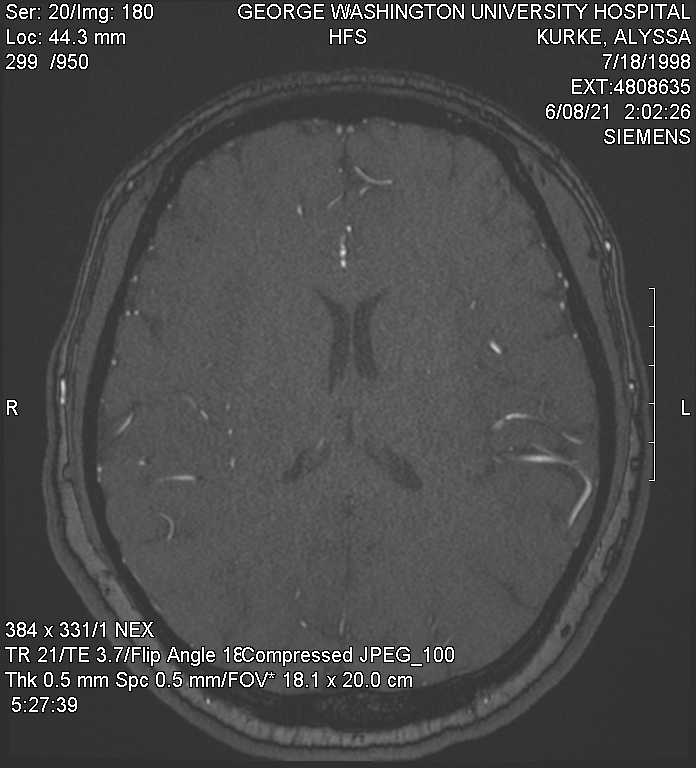 Ser: 20/Img: 180
Loc: 44.3 mm
299 /950
HFS
GEORGE WASHINGTON UNIVERSITY HOSPITAL
KURKE, ALYSSA
7/18/1998
EXT:4808635
6/08/21 2:02:26
SIEMENS
R
L
384 x 331/1 NEX
TR 21/TE 3.7/Flip Angle 18Compressed JPEG_100
Thk 0.5 mm Spc 0.5 mm/FOV* 18.1 x 20.0 cm
5:27:39